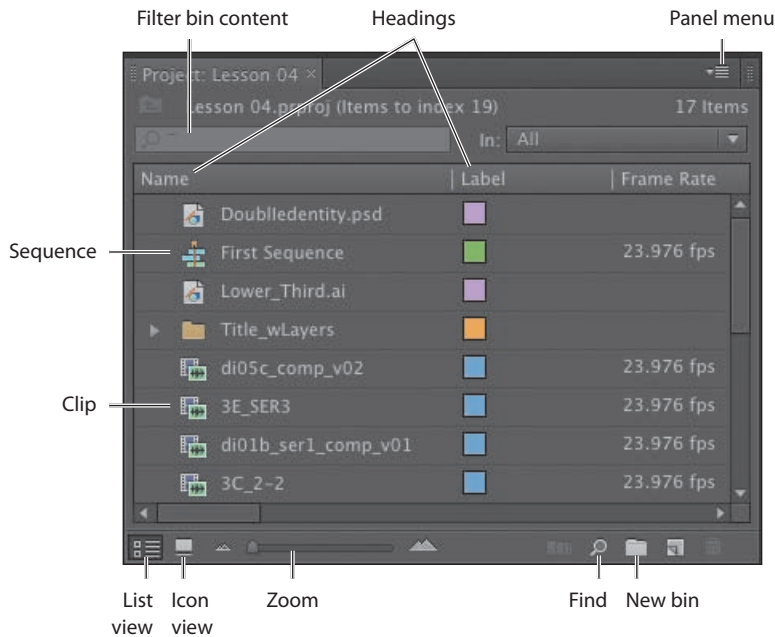 Filter bin content Headings Panel menu
Project: Lesson 04 ×
Lesson 04.prproj (Items to index 19) 17 Items
In: All
Name Label Frame Rate
Doublledentity.psd
Sequence First Sequence 23.976 fps
Lower_Third.ai
Title_wLayers
di05c_comp_v02 23.976 fps
Clip 3E_SER3 23.976 fps
di01b_ser1_comp_v01 23.976 fps
3C_2-2 23.976 fps
List view Icon view Zoom Find New bin